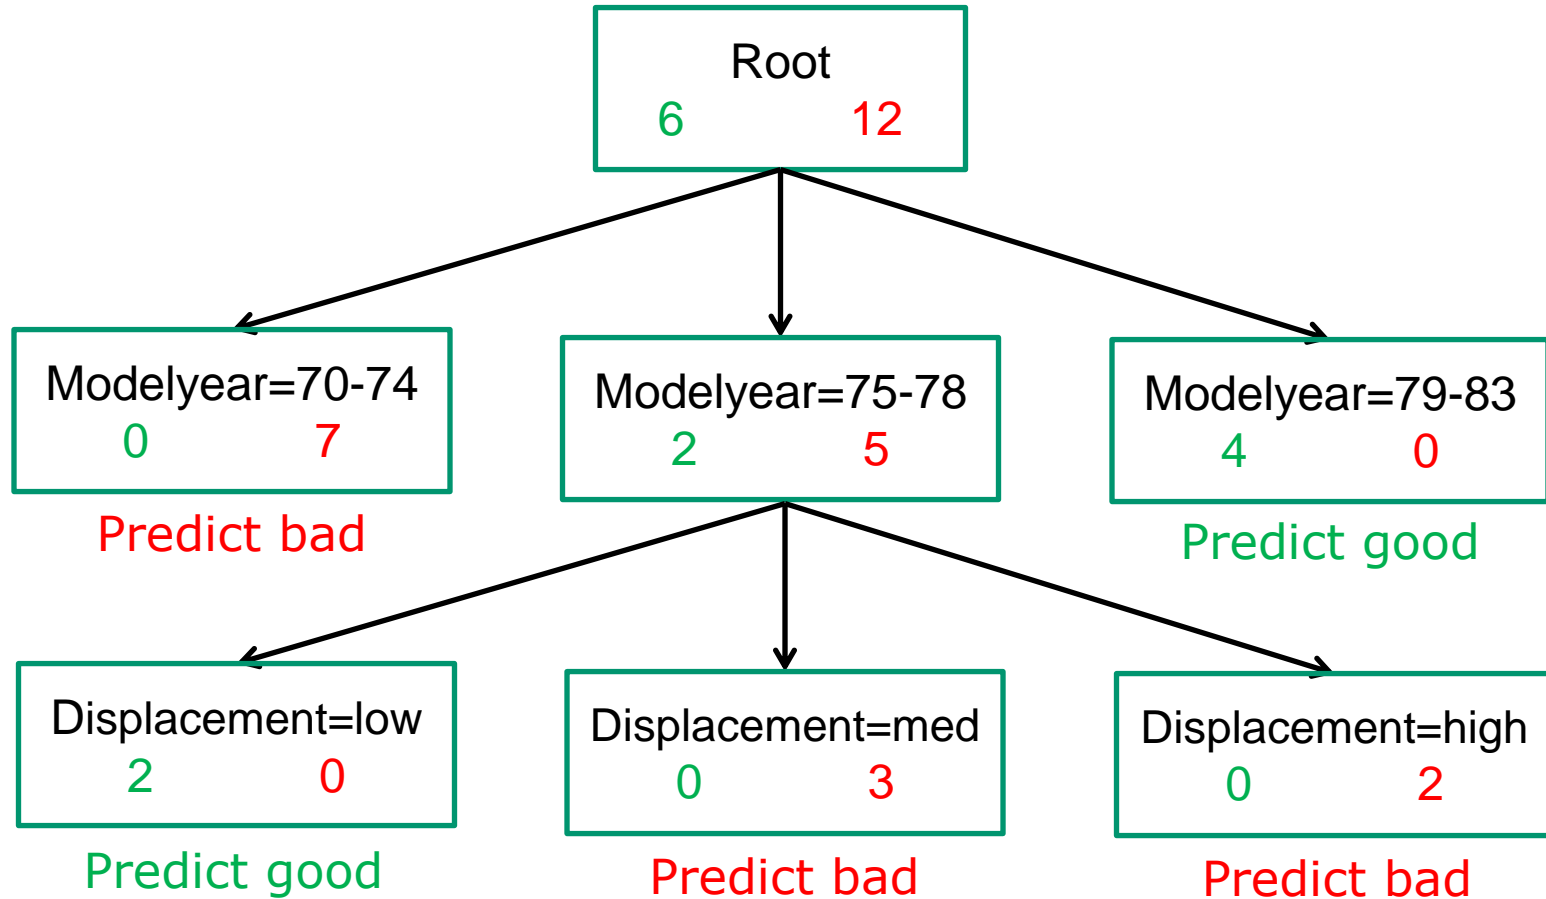 Root
6 12
Modelyear=70-74
0 7
Predict bad
Modelyear=75-78
2 5
Modelyear=79-83
4 0
Predict good
Displacement=low
2 0
Predict good
Displacement=med
0 3
Predict bad
Displacement=high
0 2
Predict bad